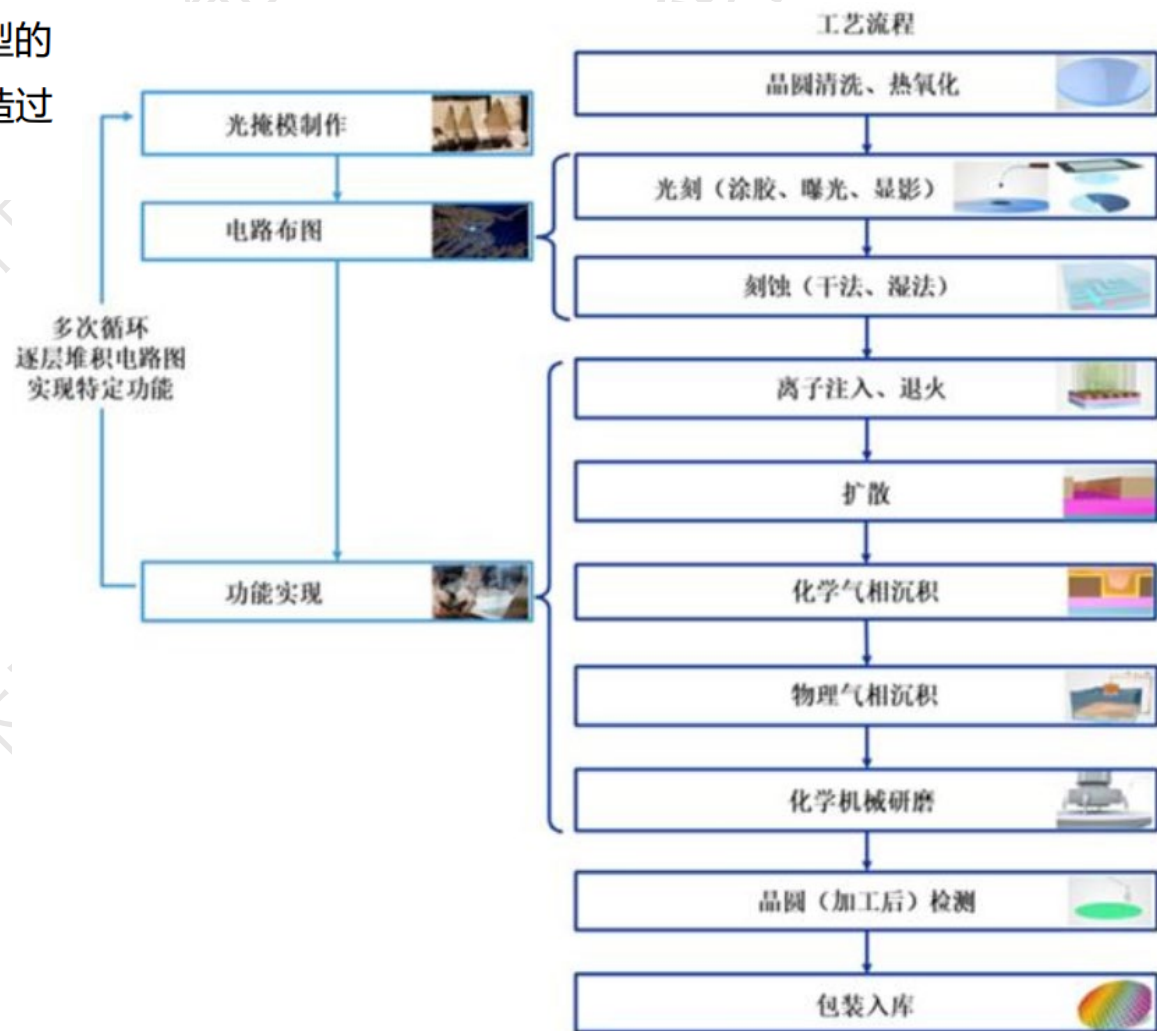 型的
造过
工艺流程
晶圆清洗、热氧化
光掩模制作
光刻（涂胶、曝光、显影）
电路布图
刻蚀（干法、湿法）
多次循环
逐层堆积电路图
实现特定功能
离子注入、退火
扩散
功能实现
化学气相沉积
物理气相沉积
化学机械研磨
晶圆（加工后）检测
包装入库